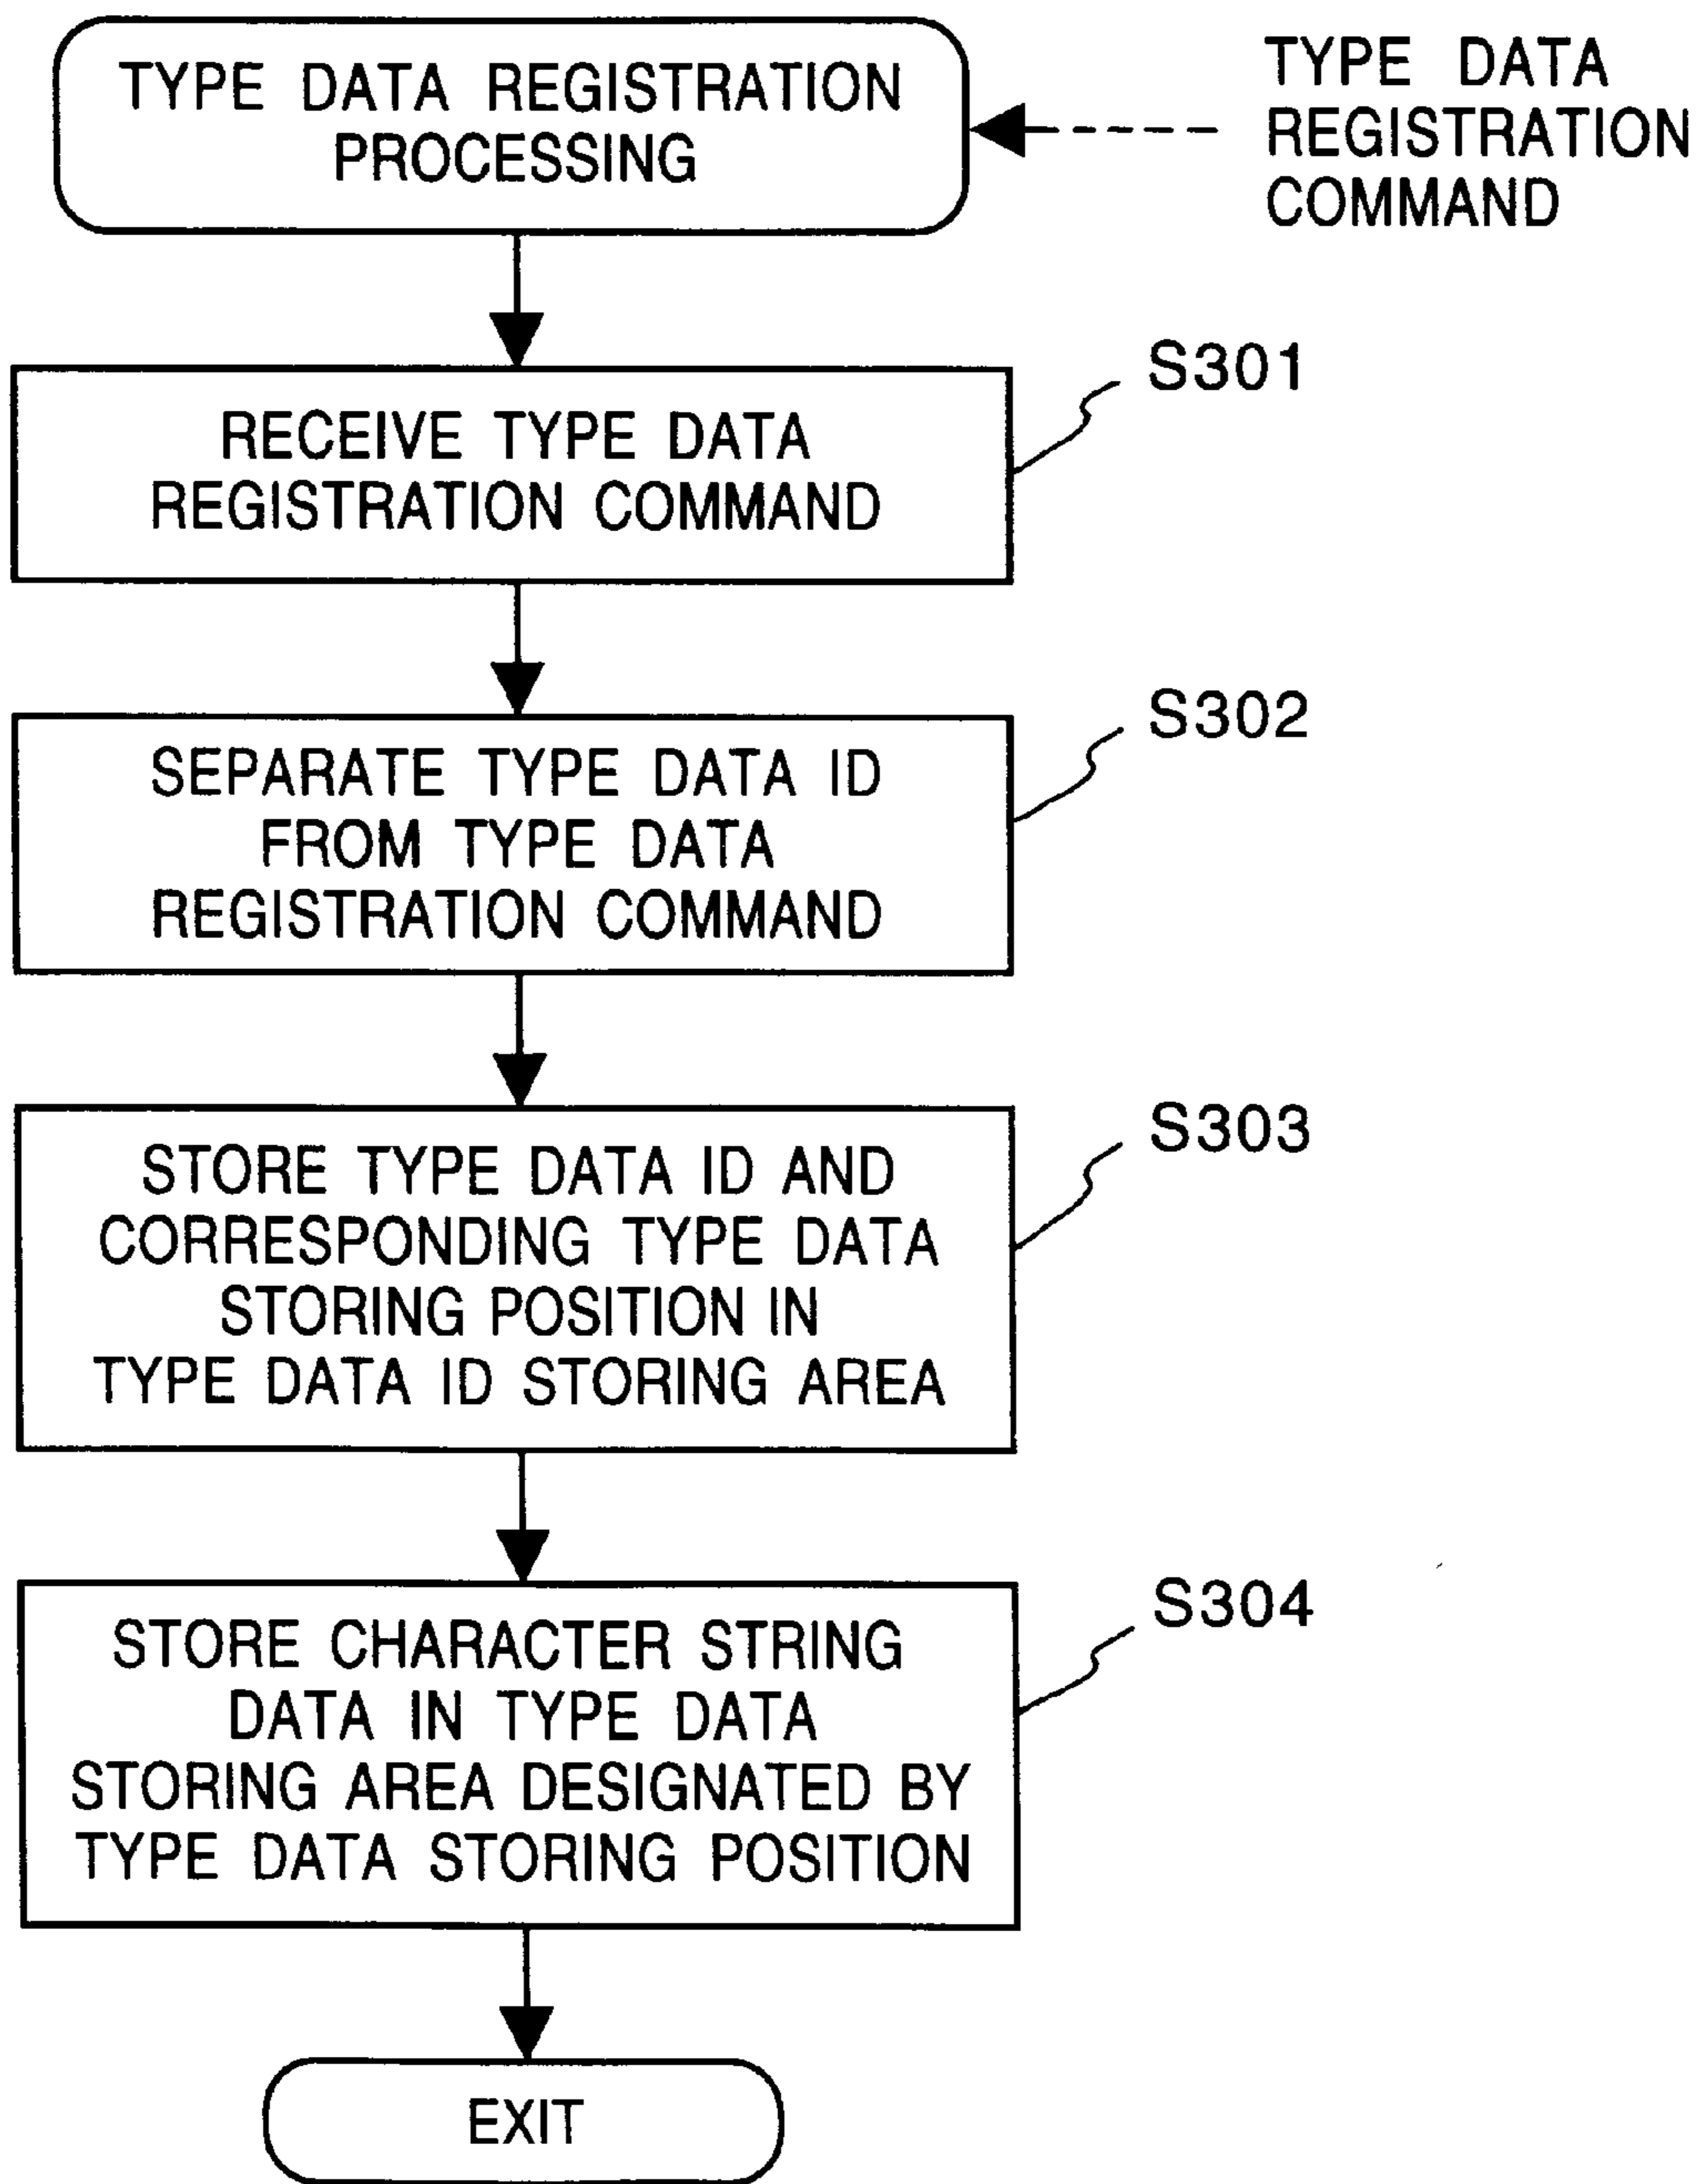 TYPE DATA REGISTRATION
PROCESSING
TYPE DATA
REGISTRATION
COMMAND
S301
RECEIVE TYPE DATA
REGISTRATION COMMAND
S302
SEPARATE TYPE DATA ID
FROM TYPE DATA
REGISTRATION COMMAND
S303
STORE TYPE DATA ID AND
CORRESPONDING TYPE DATA
STORING POSITION IN
TYPE DATA ID STORING AREA
S304
STORE CHARACTER STRING
DATA IN TYPE DATA
STORING AREA DESIGNATED BY
TYPE DATA STORING POSITION
EXIT